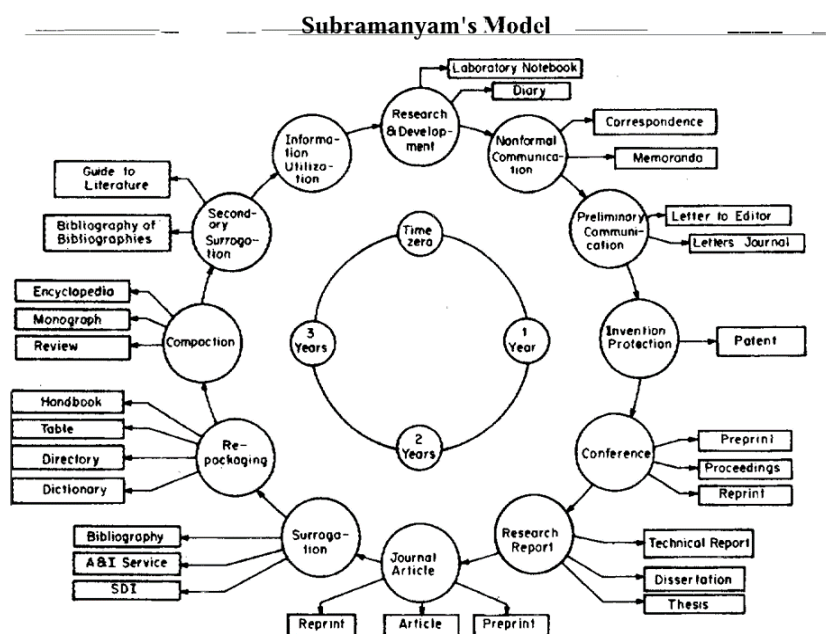 Subramanyam's Model
Laboratory Notebook
Diary
Research
& Develop-
ment
Correspondence
Memoranda
Nonformal
Communica-
tion
Letter to Editor
Letters Journal
Preliminary
Communi-
cation
Invention
Protection
Patent
Conference
Preprint
Proceedings
Reprint
Research
Report
Technical Report
Dissertation
Thesis
Journal
Article
Reprint
Article
Preprint
Surrogation
Bibliography
A&I Service
SDI
Re-
packaging
Handbook
Table
Directory
Dictionary
Compaction
Encyclopedia
Monograph
Review
Second-
ary
Surroga-
tion
Guide to
Literature
Bibliography of
Bibliographies
Informa-
tion
Utiliza-
tion
Time
zero
1
Year
2
Years
3
Years